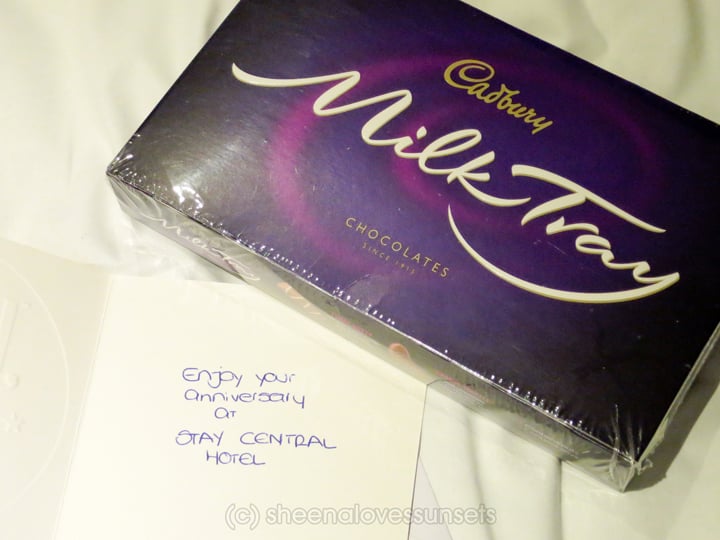 Cadbury
Milk Tray
CHOCOLATES
SINCE 1915
Enjoy your
anniversary
at
STAY CENTRAL
HOTEL
(c) sheenalovessunsets